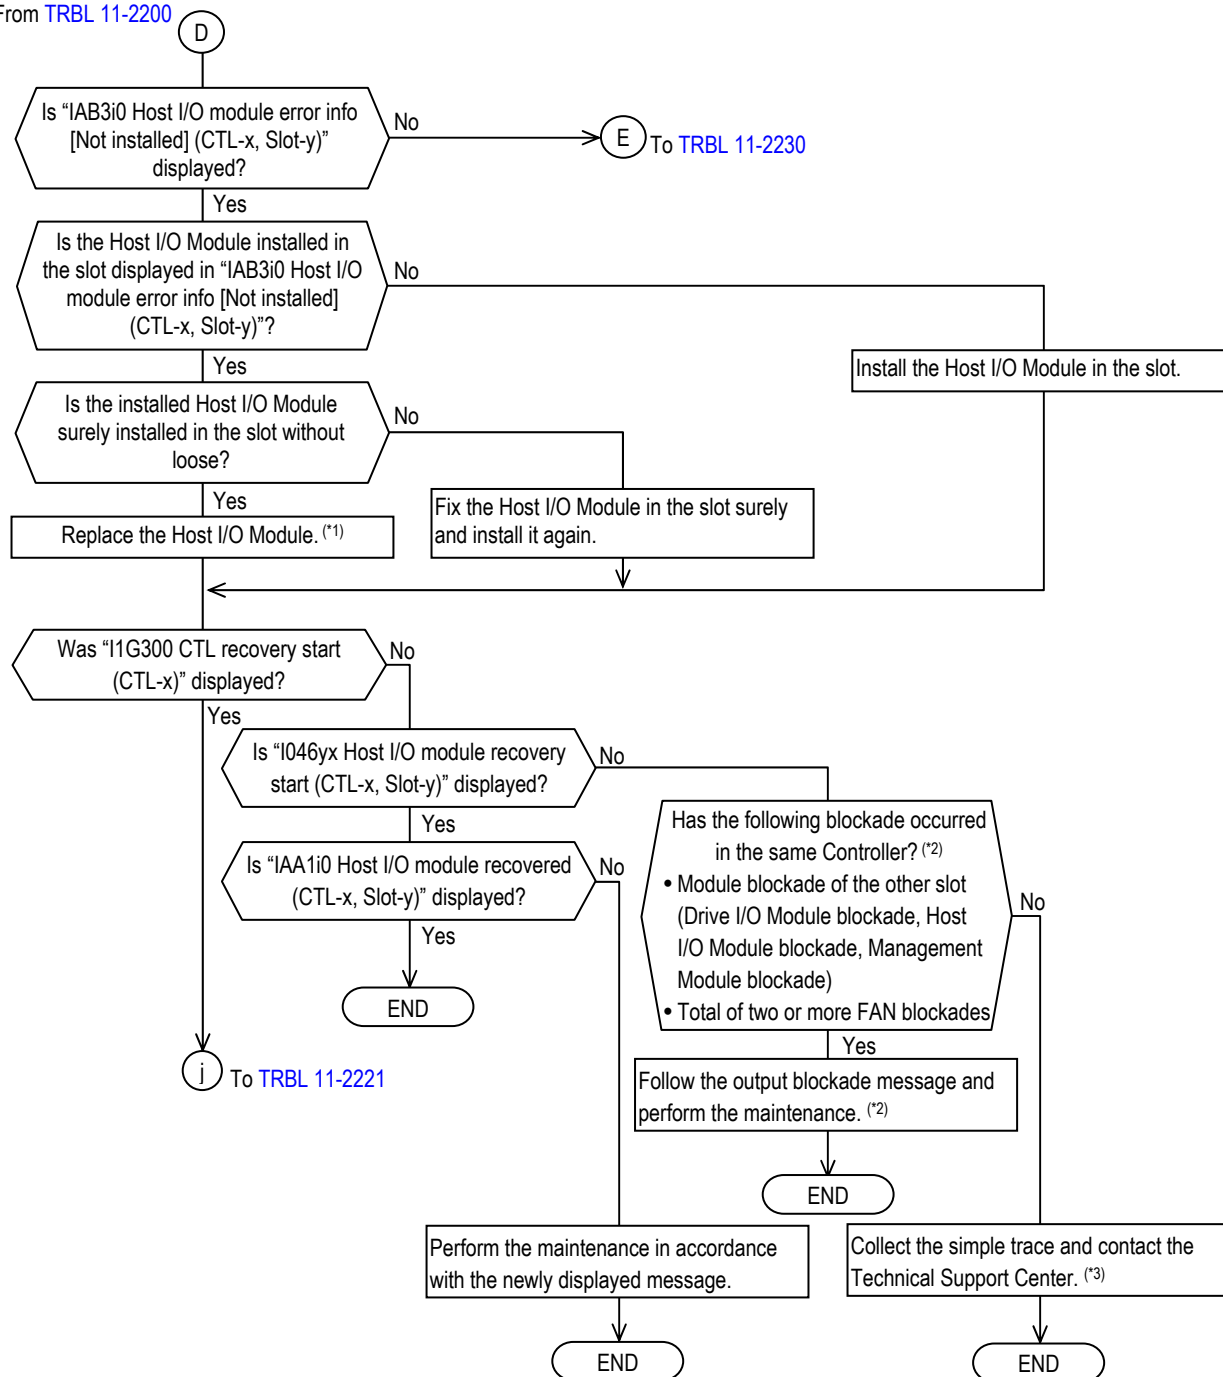 From TRBL 11-2200
D
Is “IAB3i0 Host I/O module error info
[Not installed] (CTL-x, Slot-y)”
displayed?
No
E
To TRBL 11-2230
Yes
Is the Host I/O Module installed in
the slot displayed in “IAB3i0 Host I/O
module error info [Not installed]
(CTL-x, Slot-y)”?
No
Yes
Install the Host I/O Module in the slot.
Is the installed Host I/O Module
surely installed in the slot without
loose?
No
Yes
Fix the Host I/O Module in the slot surely
and install it again.
Replace the Host I/O Module. (*1)
Was “I1G300 CTL recovery start
(CTL-x)” displayed?
No
Yes
Is “I046yx Host I/O module recovery
start (CTL-x, Slot-y)” displayed?
No
Yes
Has the following blockade occurred
in the same Controller? (*2)
• Module blockade of the other slot
(Drive I/O Module blockade, Host
I/O Module blockade, Management
Module blockade)
• Total of two or more FAN blockades
No
Is “IAA1i0 Host I/O module recovered
(CTL-x, Slot-y)” displayed?
No
Yes
END
Yes
j
To TRBL 11-2221
Follow the output blockade message and
perform the maintenance. (*2)
END
Perform the maintenance in accordance
with the newly displayed message.
Collect the simple trace and contact the
Technical Support Center. (*3)
END
END